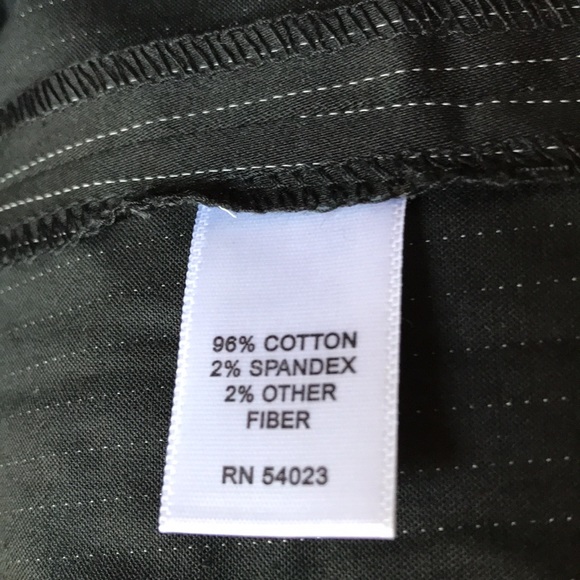 96% COTTON
2% SPANDEX
2% OTHER
FIBER
RN 54023